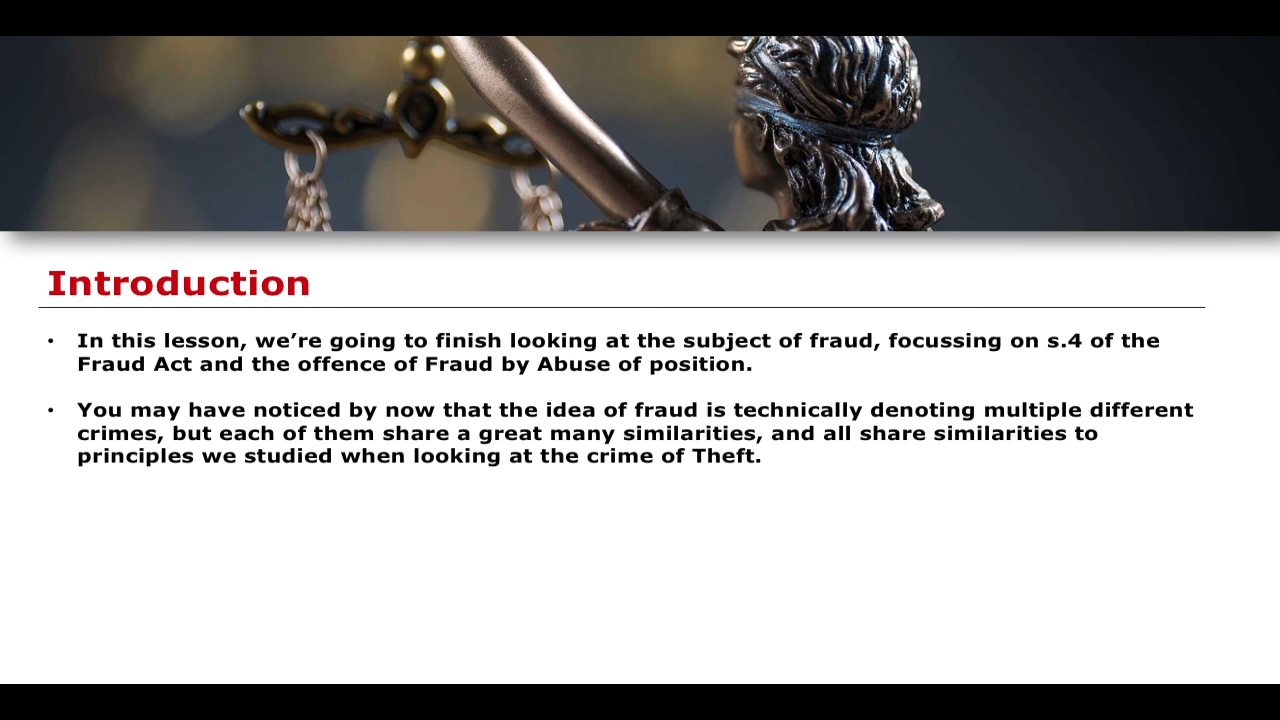 Introduction
• In this lesson, we’re going to finish looking at the subject of fraud, focussing on s.4 of the
Fraud Act and the offence of Fraud by Abuse of position.
• You may have noticed by now that the idea of fraud is technically denoting multiple different
crimes, but each of them share a great many similarities, and all share similarities to
principles we studied when looking at the crime of Theft.